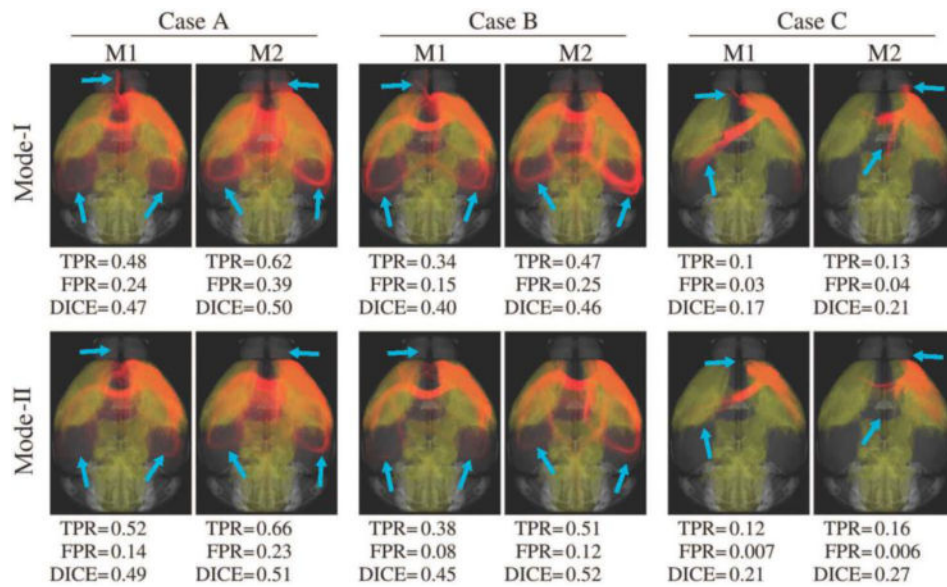 Case A Case B Case C
M1 M2 M1 M2 M1 M2
Mode-I
TPR=0.48 TPR=0.62 TPR=0.34 TPR=0.47 TPR=0.1 TPR=0.13
FPR=0.24 FPR=0.39 FPR=0.15 FPR=0.25 FPR=0.03 FPR=0.04
DICE=0.47 DICE=0.50 DICE=0.40 DICE=0.46 DICE=0.17 DICE=0.21
Mode-II
TPR=0.52 TPR=0.66 TPR=0.38 TPR=0.51 TPR=0.12 TPR=0.16
FPR=0.14 FPR=0.23 FPR=0.08 FPR=0.12 FPR=0.007 FPR=0.006
DICE=0.49 DICE=0.51 DICE=0.45 DICE=0.52 DICE=0.21 DICE=0.27